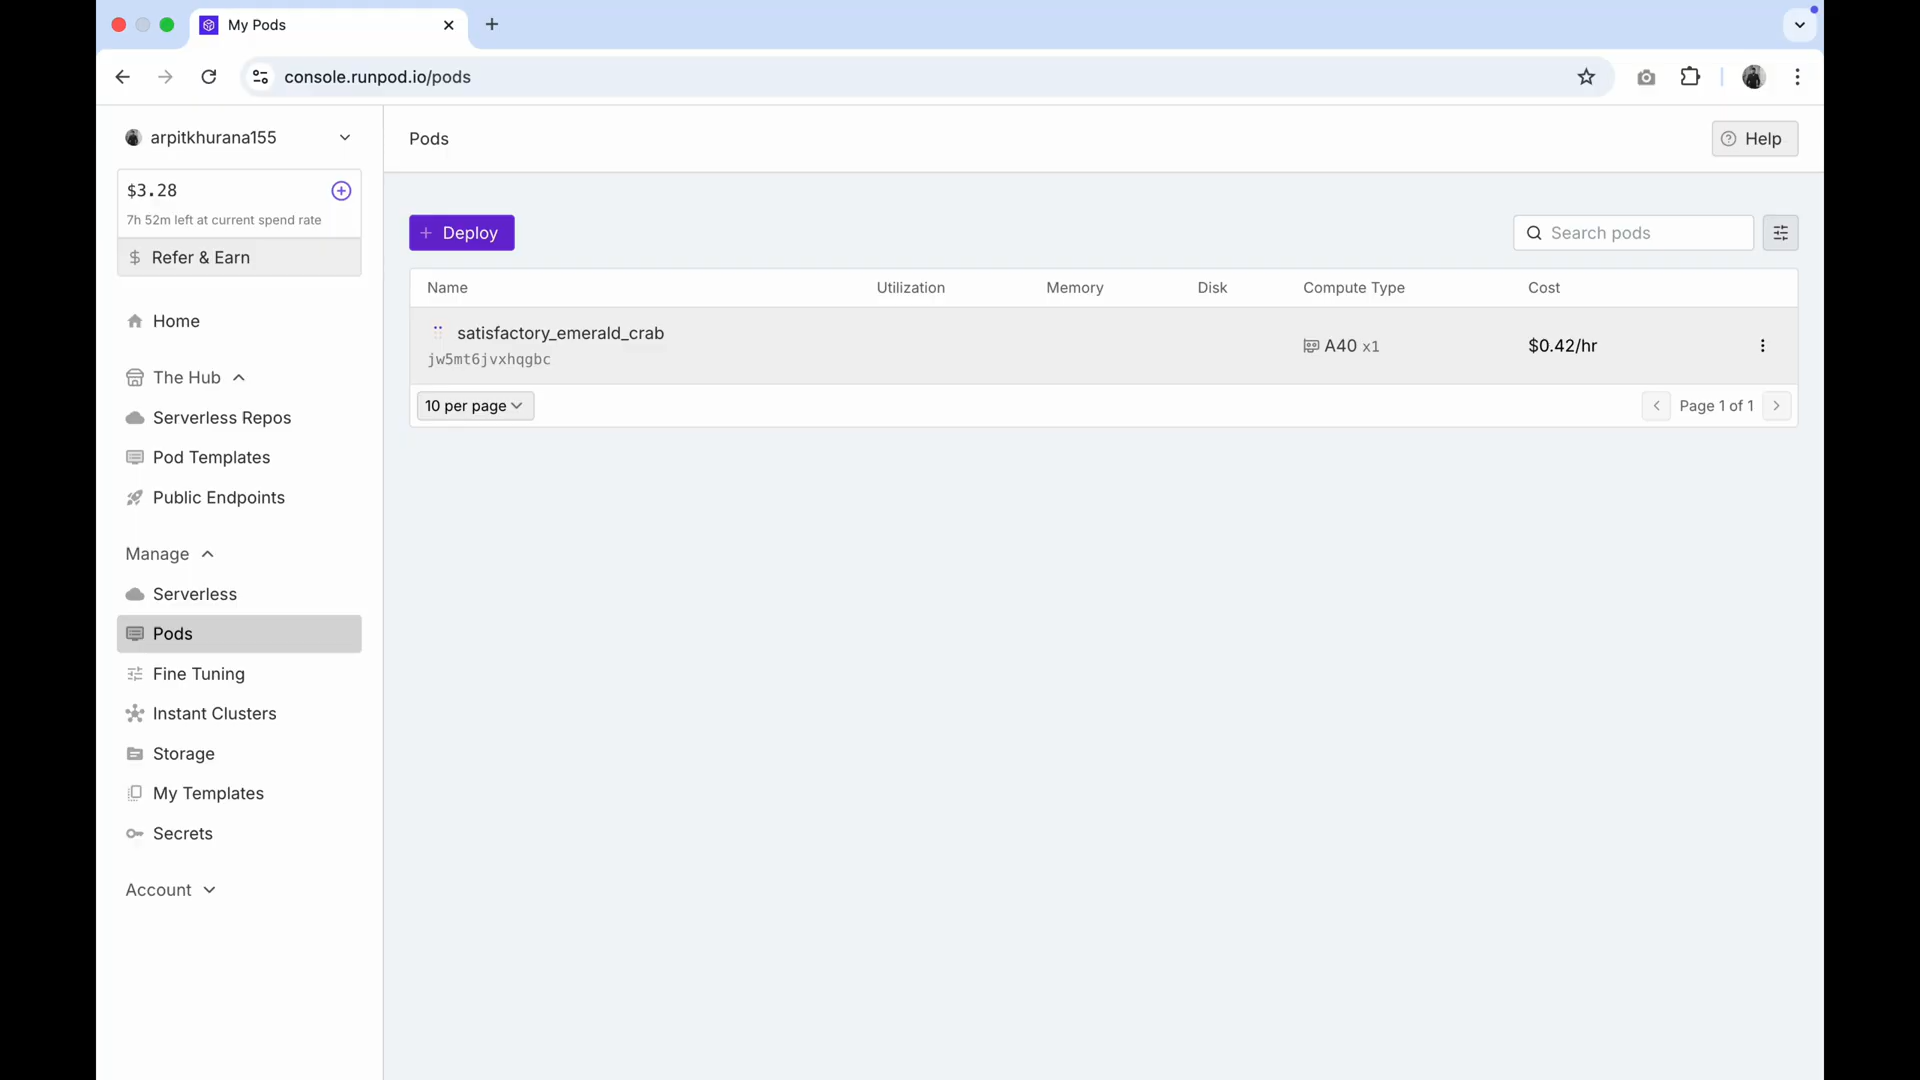 My Pods
console.runpod.io/pods
arpitkhurana155
$3.28
7h 52m left at current spend rate
Refer & Earn
Home
The Hub
Serverless Repos
Pod Templates
Public Endpoints
Manage
Serverless
Pods
Fine Tuning
Instant Clusters
Storage
My Templates
Secrets
Account
Pods
Help
Deploy
Search pods
Name Utilization Memory Disk Compute Type Cost
satisfactory_emerald_crab
jw5mt6jvxhqgbc
A40 x1
$0.42/hr
10 per page
Page 1 of 1